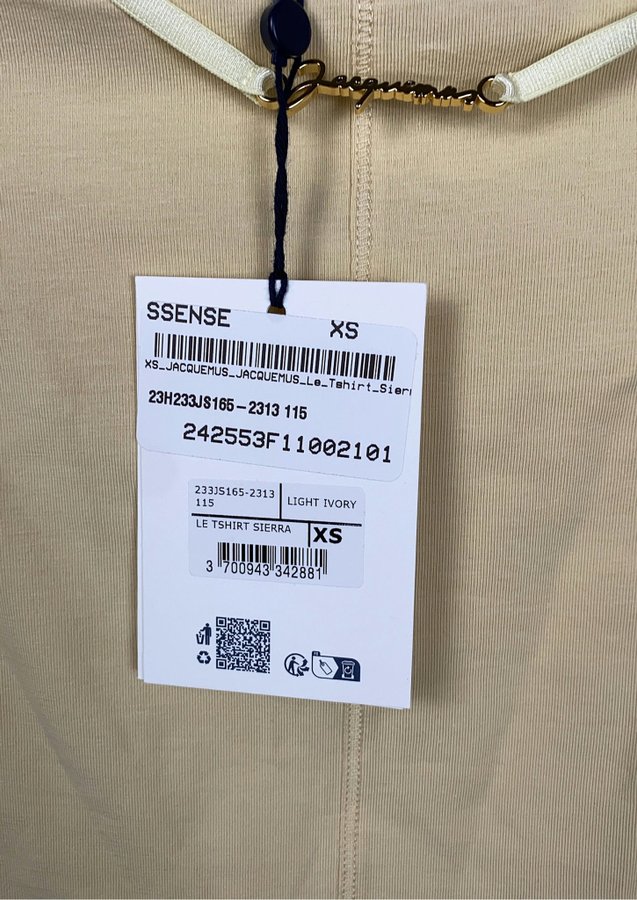 Jacquemus
SSENSE
XS
XS_JACQUEMUS_JACQUEMUS_Le_Tshirt_Sierr
23H233JS165-2313 115
242553F11002101
233JS165-2313
115
LIGHT IVORY
LE TSHIRT SIERRA
XS
3 700943 342881